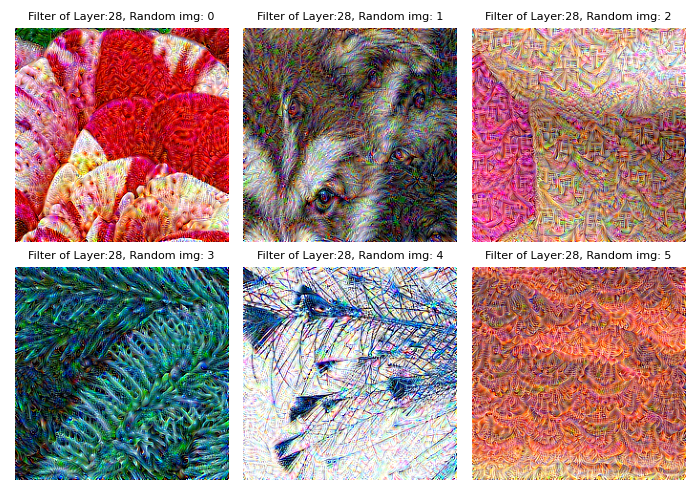 Filter of Layer:28, Random img: 0
Filter of Layer:28, Random img: 1
Filter of Layer:28, Random img: 2
Filter of Layer:28, Random img: 3
Filter of Layer:28, Random img: 4
Filter of Layer:28, Random img: 5